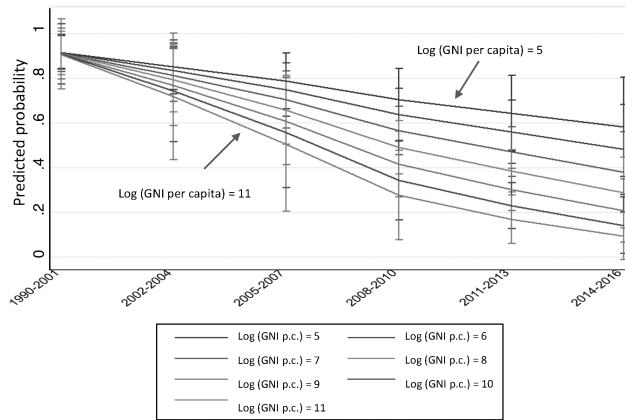 Predicted probability
1
.8
.6
.4
.2
0
Log (GNI per capita) = 5
Log (GNI per capita) = 11
1990-2001
2002-2004
2005-2007
2008-2010
2011-2013
2014-2016
Log (GNI p.c.) = 5
Log (GNI p.c.) = 6
Log (GNI p.c.) = 7
Log (GNI p.c.) = 8
Log (GNI p.c.) = 9
Log (GNI p.c.) = 10
Log (GNI p.c.) = 11